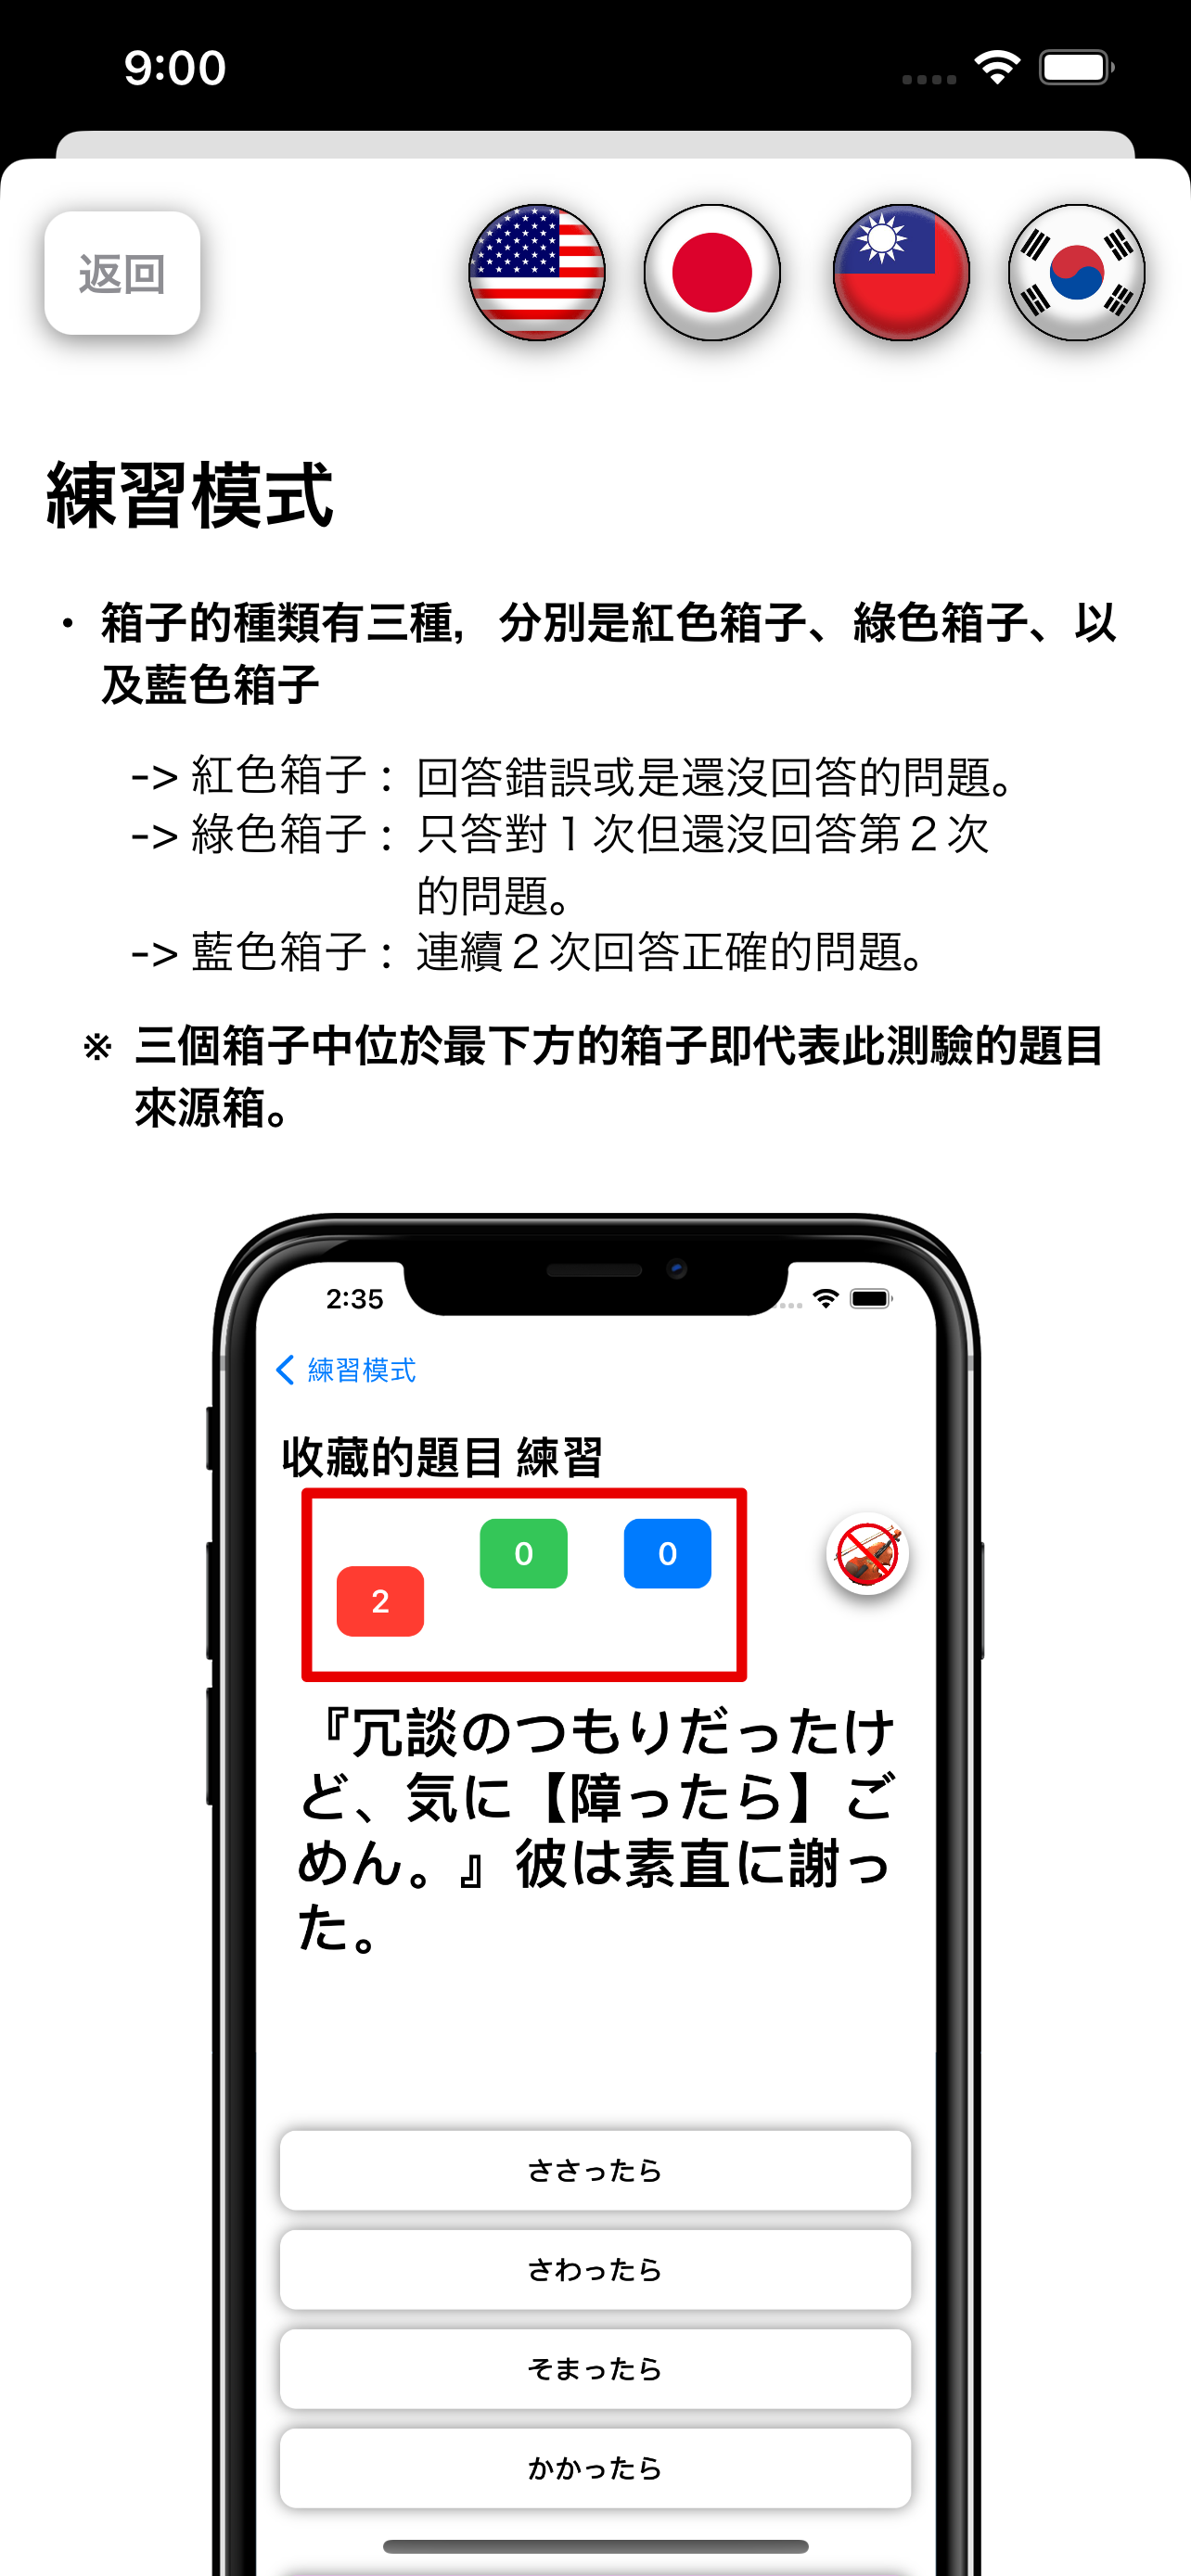 9:00
返回
練習模式
・ 箱子的種類有三種，分別是紅色箱子、綠色箱子、以
及藍色箱子
-> 紅色箱子： 回答錯誤或是還沒回答的問題。
-> 綠色箱子： 只答對１次但還沒回答第２次
的問題。
-> 藍色箱子： 連續２次回答正確的問題。
※ 三個箱子中位於最下方的箱子即代表此測驗的題目
來源箱。
2:35
練習模式
收藏的題目 練習
0 0
2
『冗談のつもりだったけ
ど、気に【障ったら】ご
めん。』彼は素直に謝っ
た。
ささったら
さわったら
そまったら
かかったら